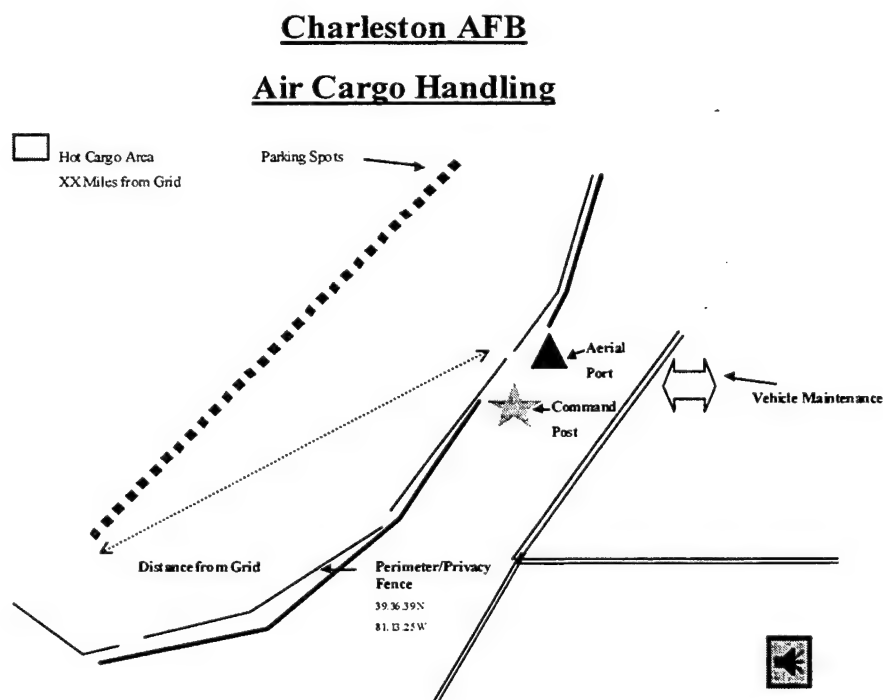 Charleston AFB
Air Cargo Handling
Hot Cargo Area
XX Miles from Grid
Parking Spots
Aerial
Port
Command
Post
Vehicle Maintenance
Distance from Grid
Perimeter/Privacy
Fence
39.36.39N
81.13.25W